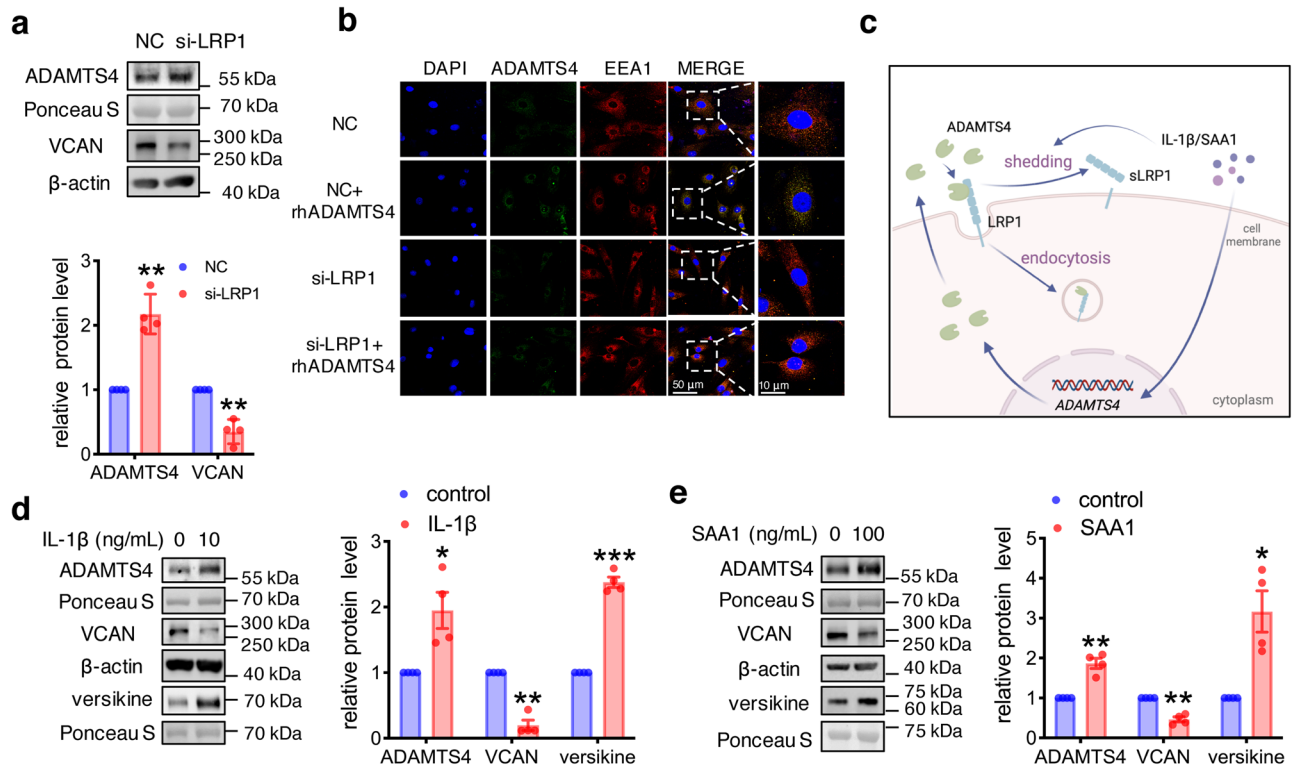 a
NC si-LRP1
ADAMTS4
55 kDa
Ponceau S
70 kDa
VCAN
300 kDa
250 kDa
β-actin
40 kDa
relative protein level
3
2
1
0
**
**
NC
si-LRP1
ADAMTS4 VCAN
b
DAPI ADAMTS4 EEA1 MERGE
NC
NC+
rhADAMTS4
si-LRP1
si-LRP1+
rhADAMTS4
50 μm
10 μm
c
ADAMTS4
IL-1β/SAA1
shedding
sLRP1
LRP1
cell
membrane
endocytosis
ADAMTS4
cytoplasm
d
IL-1β (ng/mL) 0 10
ADAMTS4
55 kDa
Ponceau S
70 kDa
VCAN
300 kDa
250 kDa
β-actin
40 kDa
versikine
70 kDa
Ponceau S
70 kDa
control
IL-1β
relative protein level
3
2
1
0
*
**
***
ADAMTS4 VCAN versikine
e
SAA1 (ng/mL) 0 100
ADAMTS4
55 kDa
Ponceau S
70 kDa
VCAN
300 kDa
250 kDa
β-actin
40 kDa
versikine
75 kDa
60 kDa
Ponceau S
75 kDa
control
SAA1
relative protein level
5
4
3
2
1
0
**
**
*
ADAMTS4 VCAN versikine